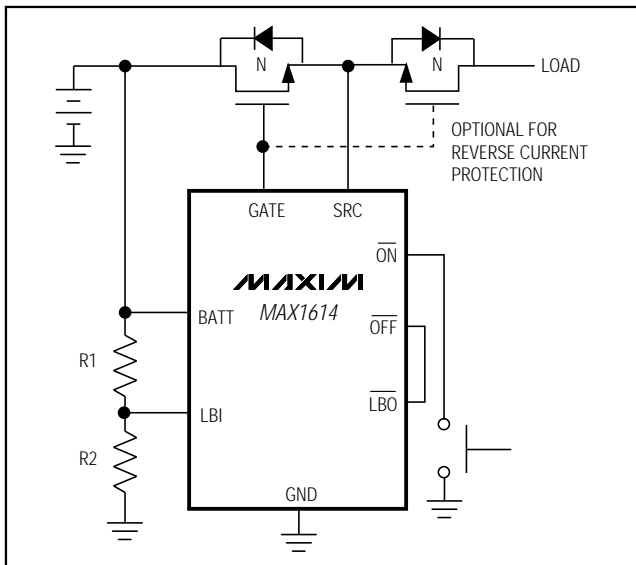 N
N
LOAD
OPTIONAL FOR
REVERSE CURRENT
PROTECTION
GATE
SRC
ON
MAXIM
MAX1614
BATT
OFF
R1
LBO
LBI
R2
GND